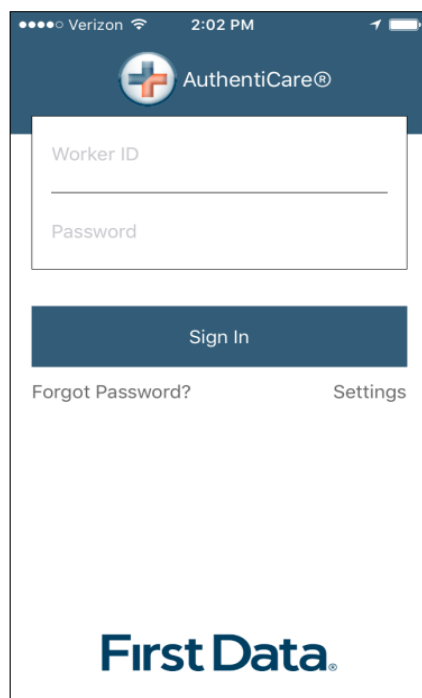 Verizon 2:02 PM
AuthentiCare®
Worker ID
Password
Sign In
Forgot Password? Settings
First Data®